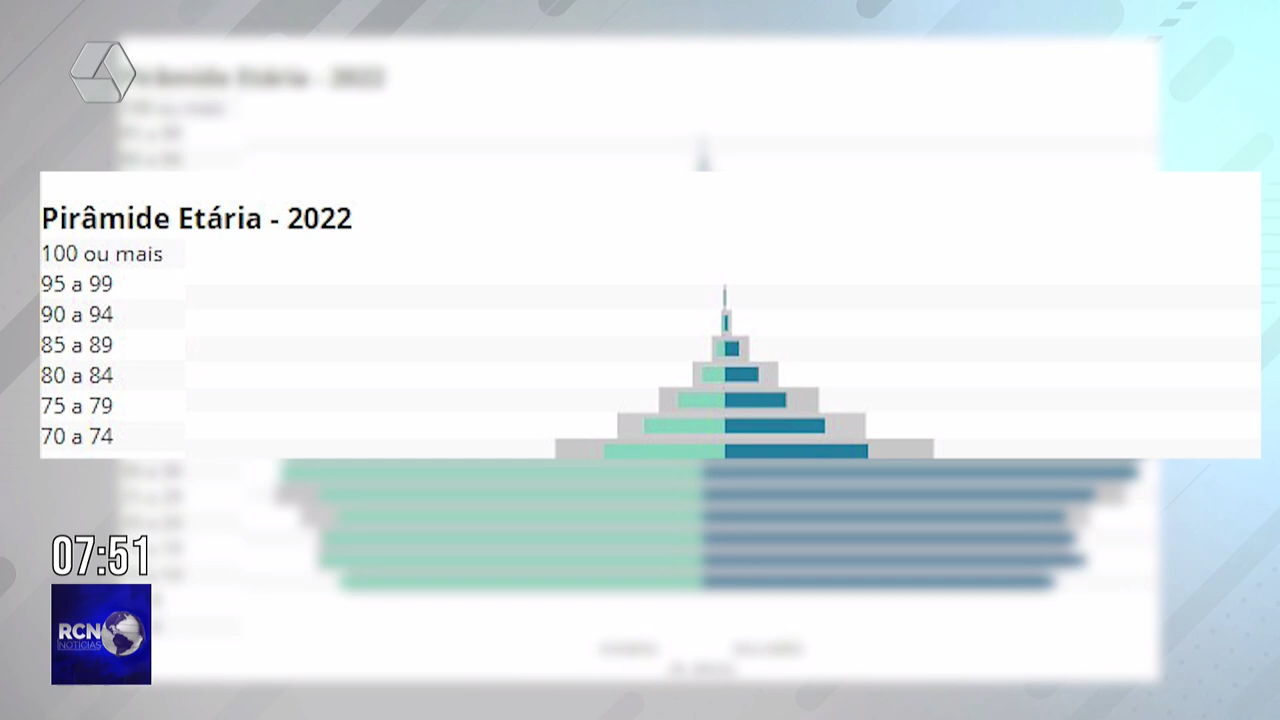 Pirâmide Etária - 2022
100 ou mais
95 a 99
90 a 94
85 a 89
80 a 84
75 a 79
70 a 74
07:51
RCN
NOTÍCIAS